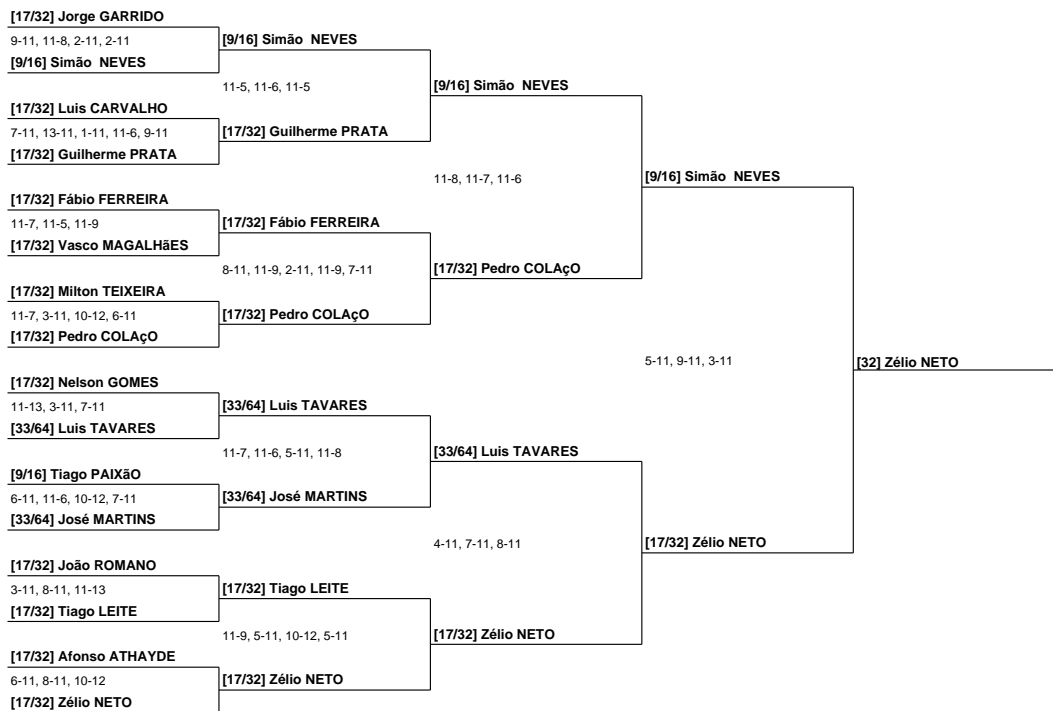 [17/32] Jorge GARRIDO
9-11, 11-8, 2-11, 2-11
[9/16] Simão  NEVES
[9/16] Simão  NEVES
11-5, 11-6, 11-5
[9/16] Simão  NEVES
[17/32] Luis CARVALHO
7-11, 13-11, 1-11, 11-6, 9-11
[17/32] Guilherme PRATA
[17/32] Guilherme PRATA
11-8, 11-7, 11-6
[9/16] Simão  NEVES
[17/32] Fábio FERREIRA
11-7, 11-5, 11-9
[17/32] Fábio FERREIRA
[17/32] Vasco MAGALHãES
8-11, 11-9, 2-11, 11-9, 7-11
[17/32] Pedro COLAçO
[17/32] Milton TEIXEIRA
11-7, 3-11, 10-12, 6-11
[17/32] Pedro COLAçO
[17/32] Pedro COLAçO
5-11, 9-11, 3-11
[32] Zélio NETO
[17/32] Nelson GOMES
11-13, 3-11, 7-11
[33/64] Luis TAVARES
[33/64] Luis TAVARES
11-7, 11-6, 5-11, 11-8
[33/64] Luis TAVARES
[9/16] Tiago PAIXãO
6-11, 11-6, 10-12, 7-11
[33/64] José MARTINS
[33/64] José MARTINS
4-11, 7-11, 8-11
[17/32] Zélio NETO
[17/32] João ROMANO
3-11, 8-11, 11-13
[17/32] Tiago LEITE
[17/32] Tiago LEITE
11-9, 5-11, 10-12, 5-11
[17/32] Zélio NETO
[17/32] Afonso ATHAYDE
6-11, 8-11, 10-12
[17/32] Zélio NETO
[17/32] Zélio NETO